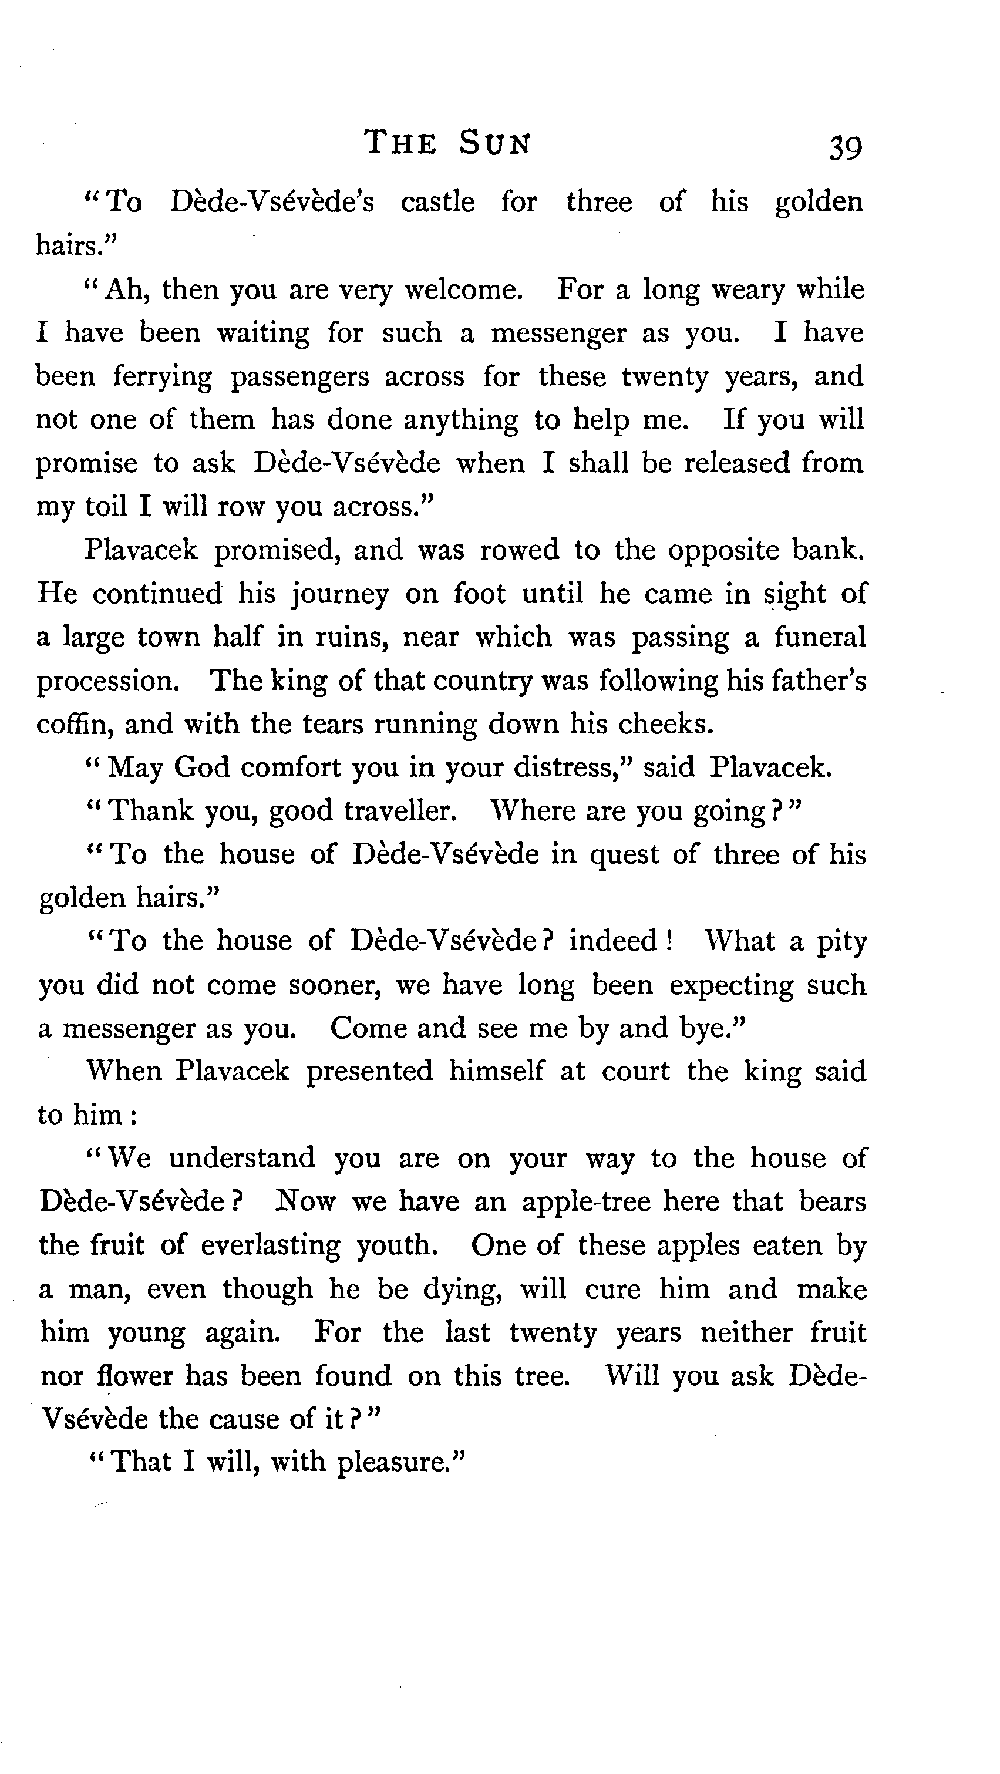 THE SUN 39
“To Dède-Vsévède's castle for three of his golden
hairs.”
“Ah, then you are very welcome. For a long weary while
I have been waiting for such a messenger as you. I have
been ferrying passengers across for these twenty years, and
not one of them has done anything to help me. If you will
promise to ask Dède-Vsévède when I shall be released from
my toil I will row you across.”
Plavacek promised, and was rowed to the opposite bank.
He continued his journey on foot until he came in sight of
a large town half in ruins, near which was passing a funeral
procession. The king of that country was following his father's
coffin, and with the tears running down his cheeks.
“May God comfort you in your distress,” said Plavacek.
“Thank you, good traveller. Where are you going?”
“To the house of Dède-Vsévède in quest of three of his
golden hairs.”
“To the house of Dède-Vsévède? indeed! What a pity
you did not come sooner, we have long been expecting such
a messenger as you. Come and see me by and bye.”
When Plavacek presented himself at court the king said
to him:
“We understand you are on your way to the house of
Dède-Vsévède? Now we have an apple-tree here that bears
the fruit of everlasting youth. One of these apples eaten by
a man, even though he be dying, will cure him and make
him young again. For the last twenty years neither fruit
nor flower has been found on this tree. Will you ask Dède-
Vsévède the cause of it?”
“That I will, with pleasure.”